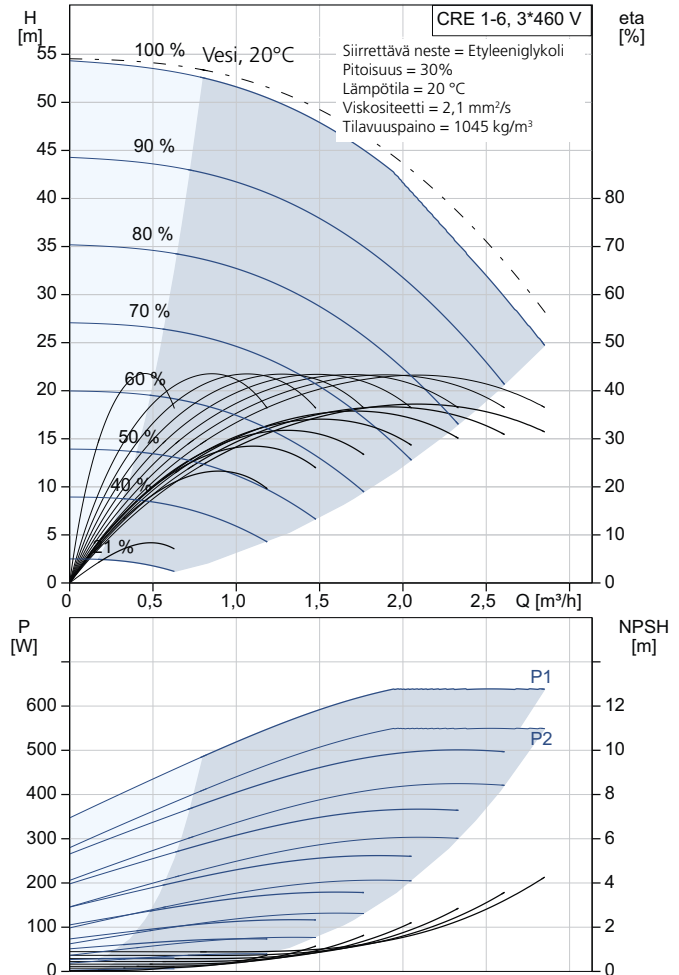 H
[m]
CRE 1-6, 3*460 V
eta
[%]
100 %
Vesi, 20°C
Siirrettävä neste = Etyleeniglykoli
Pitoisuus = 30%
Lämpötila = 20 °C
Viskositeetti = 2,1 mm²/s
Tilavuuspaino = 1045 kg/m³
55
50
45
40
35
30
25
20
15
10
5
0
90 %
80 %
70 %
60 %
50 %
40 %
21 %
80
70
60
50
40
30
20
10
0
0
0,5
1,0
1,5
2,0
2,5
Q [m³/h]
P
[W]
NPSH
[m]
P1
P2
600
500
400
300
200
100
0
12
10
8
6
4
2
0